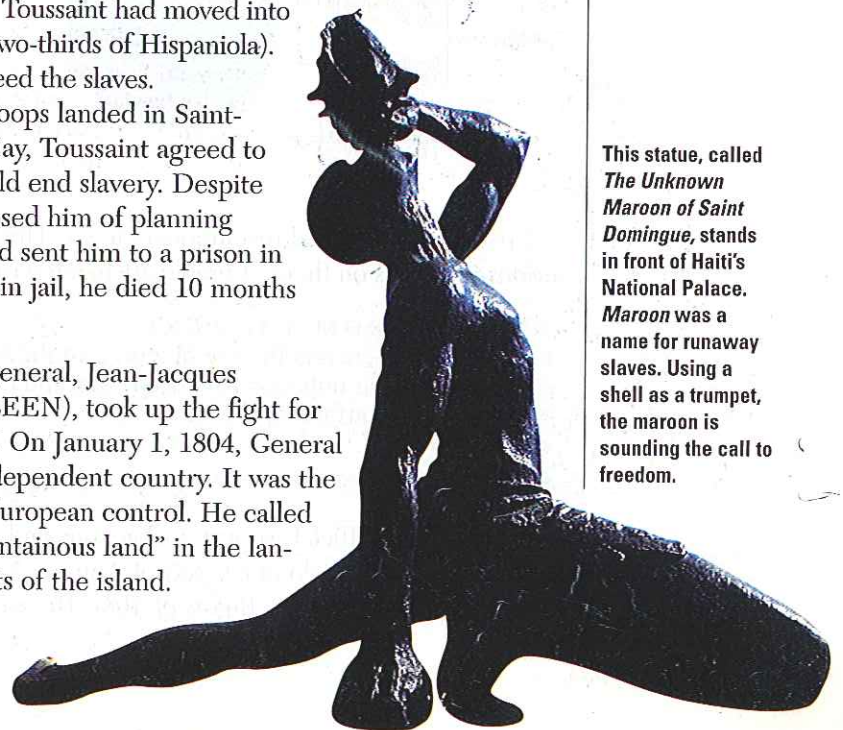 Toussaint had moved into
wo-thirds of Hispaniola).
eed the slaves.
oops landed in Saint-
ay, Toussaint agreed to
ld end slavery. Despite
sed him of planning
d sent him to a prison in
in jail, he died 10 months
eneral, Jean-Jacques
EEN), took up the fight for
On January 1, 1804, General
dependent country. It was the
uropean control. He called
ntainous land” in the lan-
ts of the island.
This statue, called
The Unknown
Maroon of Saint
Domingue, stands
in front of Haiti's
National Palace.
Maroon was a
name for runaway
slaves. Using a
shell as a trumpet,
the maroon is
sounding the call to
freedom.